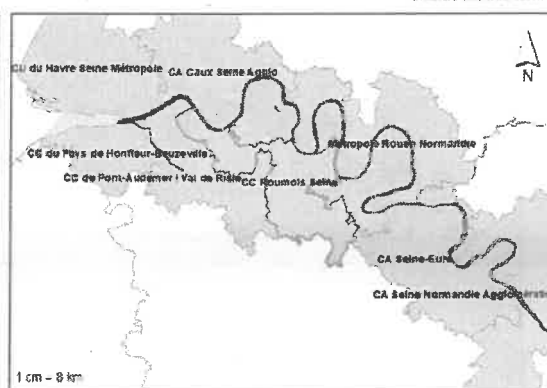 CU du Havre Seine Métropole
CA Caux Seine Agglo
N
CC du Pays de Honfleur-Beuzeville
Métropole Rouen Normandie
CC de Pont-Audemer / Val de Risle
CC Roumois Seine
CA Seine-Eure
CA Seine Normandie Agglomération
1 cm = 8 km